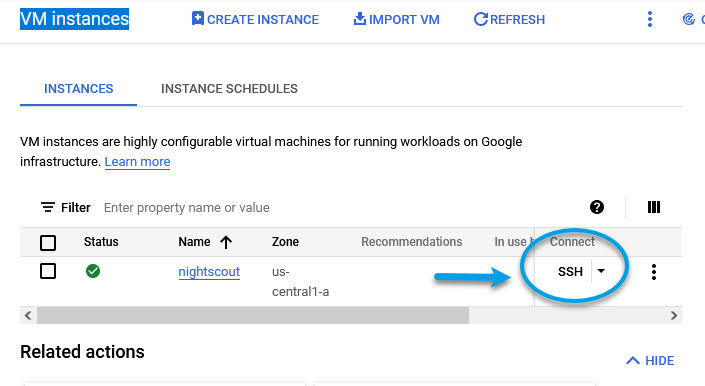 VM instances
CREATE INSTANCE
IMPORT VM
REFRESH
INSTANCES
INSTANCE SCHEDULES
VM instances are highly configurable virtual machines for running workloads on Google
infrastructure. Learn more
Filter Enter property name or value
Status Name Zone Recommendations In use Connect
nightscout us-central1-a SSH
Related actions
HIDE